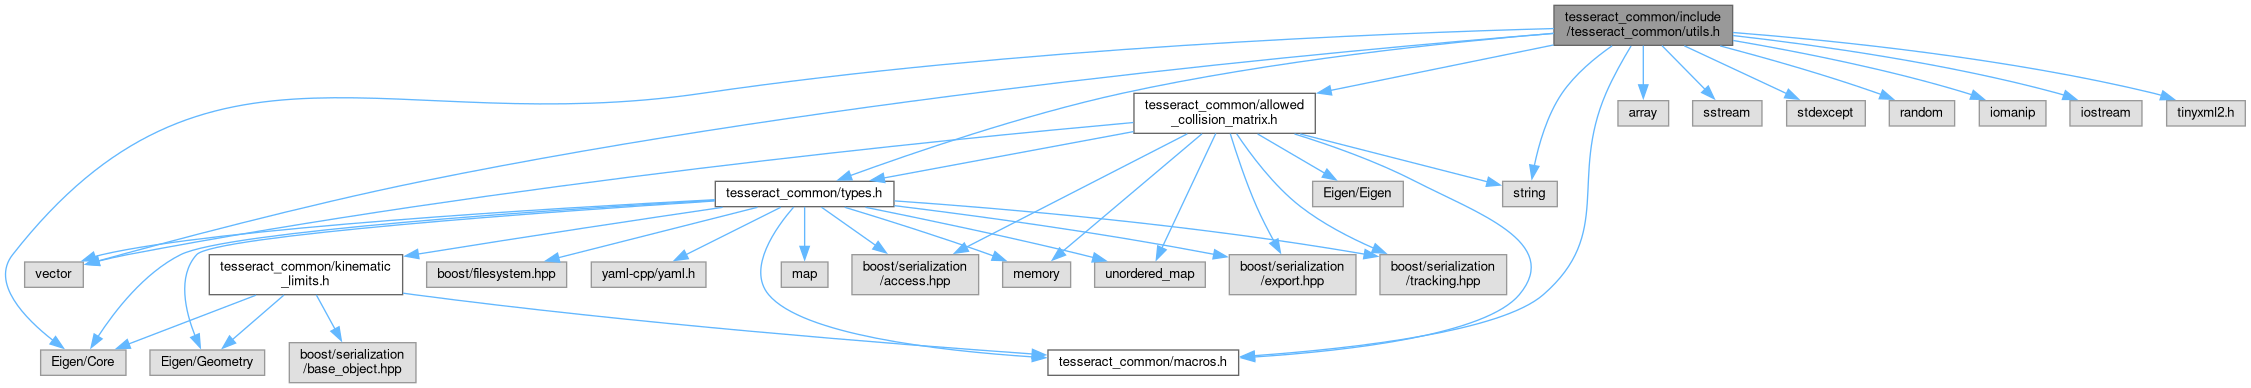 tesseract_common/include
/tesseract_common/utils.h
tesseract_common/allowed
_collision_matrix.h
array
sstream
stdexcept
random
iomanip
iostream
tinyxml2.h
tesseract_common/types.h
Eigen/Eigen
string
vector
tesseract_common/kinematic
_limits.h
boost/filesystem.hpp
yaml-cpp/yaml.h
map
boost/serialization
/access.hpp
memory
unordered_map
boost/serialization
/export.hpp
boost/serialization
/tracking.hpp
Eigen/Core
Eigen/Geometry
boost/serialization
/base_object.hpp
tesseract_common/macros.h